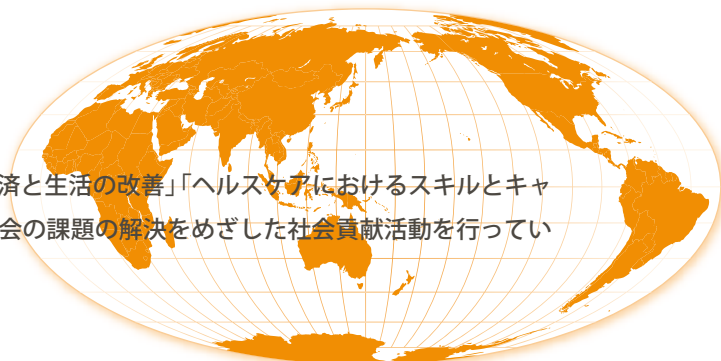 済と生活の改善」「ヘルスケアにおけるスキルとキャ
会の課題の解決をめざした社会貢献活動を行ってい